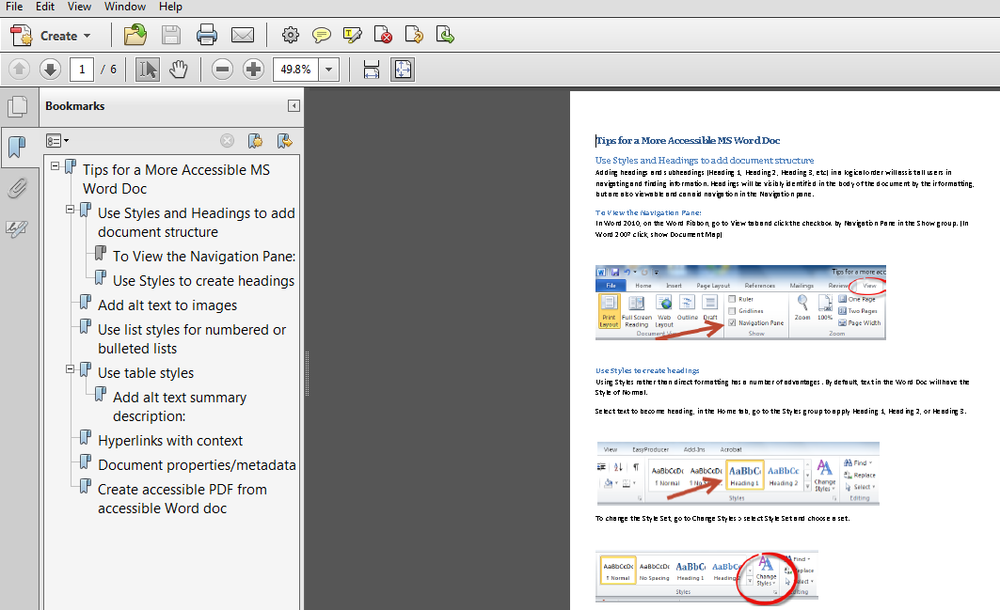 File Edit View Window Help
Create
1 / 6 49.8%
Bookmarks
Tips for a More Accessible MS
Word Doc
Use Styles and Headings to add
document structure
To View the Navigation Pane:
Use Styles to create headings
Add alt text to images
Use list styles for numbered or
bulleted lists
Use table styles
Add alt text summary
description:
Hyperlinks with context
Document properties/metadata
Create accessible PDF from
accessible Word doc
Tips for a More Accessible MS Word Doc
Use Styles and Headings to add document structure
Adding headings and subheadings (Heading 1, Heading 2, Heading 3, etc) in a logical order will assist all users in
navigating and finding information. Headings will be visibly identified in the body of the document by their formatting,
but are also viewable and can aid navigation in the Navigation pane.
To View the Navigation Pane:
In Word 2010, on the Word Ribbon, go to View tab and click the checkbox by Navigation Pane in the Show group. (In
Word 2007 click, show Document Map)
Tips for a more acc
File Home Insert Page Layout References Mailings Review View
Print Layout
Full Screen Reading
Web Layout
Outline
Draft
Document
Ruler
Gridlines
Navigation Pane
Show
Zoom
100%
One Page
Two Pages
Page Width
Zoom
Use Styles to create headings
Using Styles rather than direct formatting has a number of advantages. By default, text in the Word Doc will have the
Style of Normal.
Select text to become heading, in the Home tab, go to the Styles group to apply Heading 1, Heading 2, or Heading 3.
View EasyProducer Add-Ins Acrobat
AaBbCcDc AaBbCcDc AaBbC AaBbCc
¶ Normal ¶ No Heading 1 Heading 2
Change Styles
Find
Replace
Select
Styles Editing
To change the Style Set, go to Change Styles > select Style Set and choose a set.
AaBbCcDc AaBbCcDc AaBbC AaBbCc
¶ Normal No Spacing Heading 1 Heading
Change Styles
Find
Replace
Select
Styles Editing